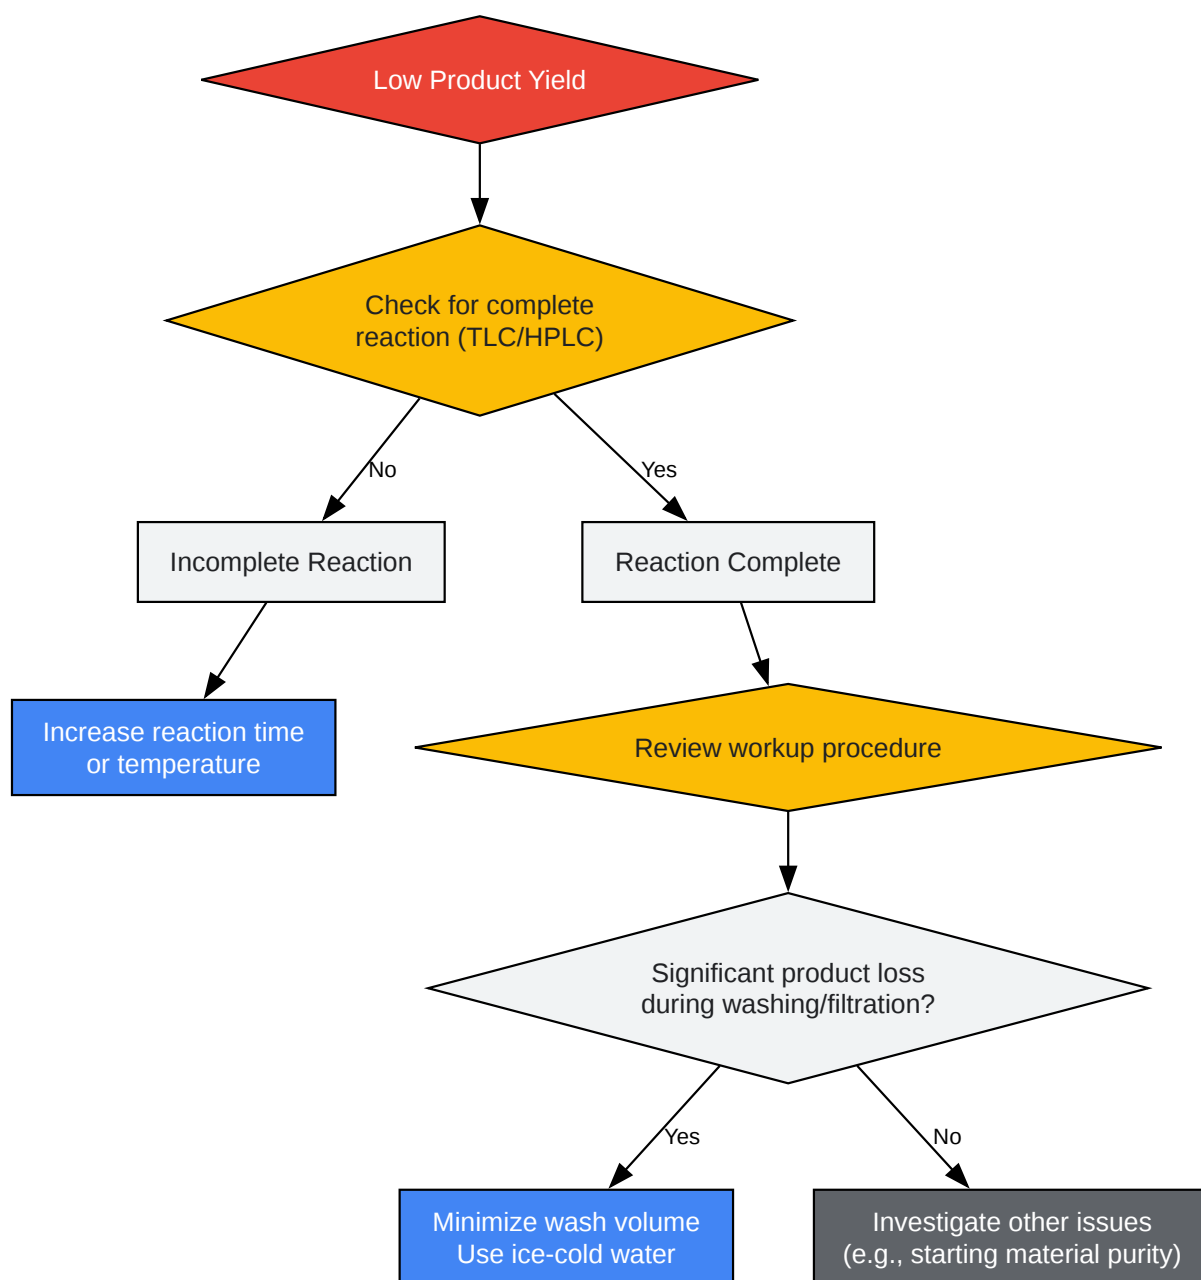 Low Product Yield
Check for complete
reaction (TLC/HPLC)
No
Yes
Incomplete Reaction
Reaction Complete
Increase reaction time
or temperature
Review workup procedure
Significant product loss
during washing/filtration?
Yes
No
Minimize wash volume
Use ice-cold water
Investigate other issues
(e.g., starting material purity)